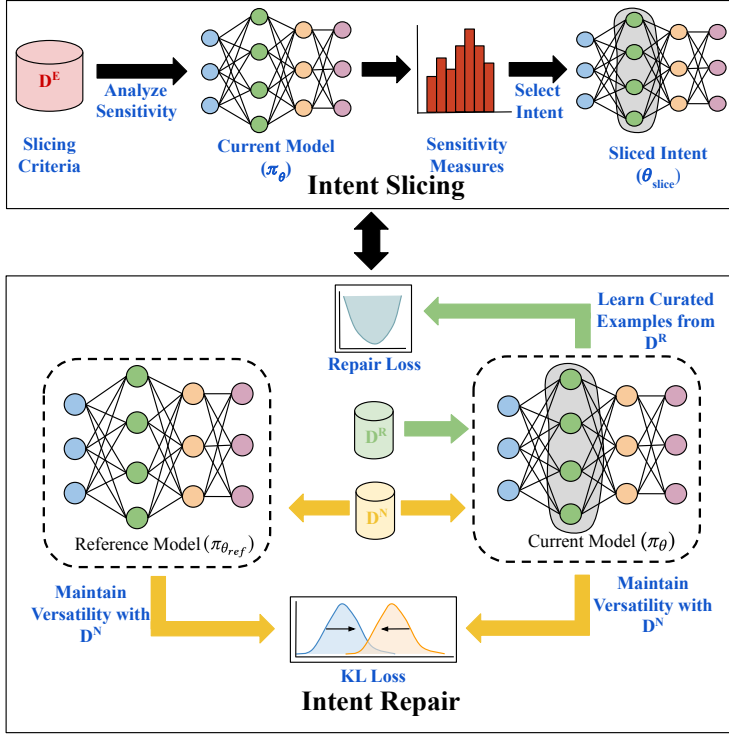 D^E
Analyze
Sensitivity
Slicing
Criteria
Current Model
(π_θ)
Sensitivity
Measures
Select
Intent
Sliced Intent
(θ_slice)
Intent Slicing
Learn Curated
Examples from
D^R
Repair Loss
D^R
D^N
Reference Model (π_θ_ref)
Current Model (π_θ)
Maintain
Versatility with
D^N
Maintain
Versatility with
D^N
KL Loss
Intent Repair